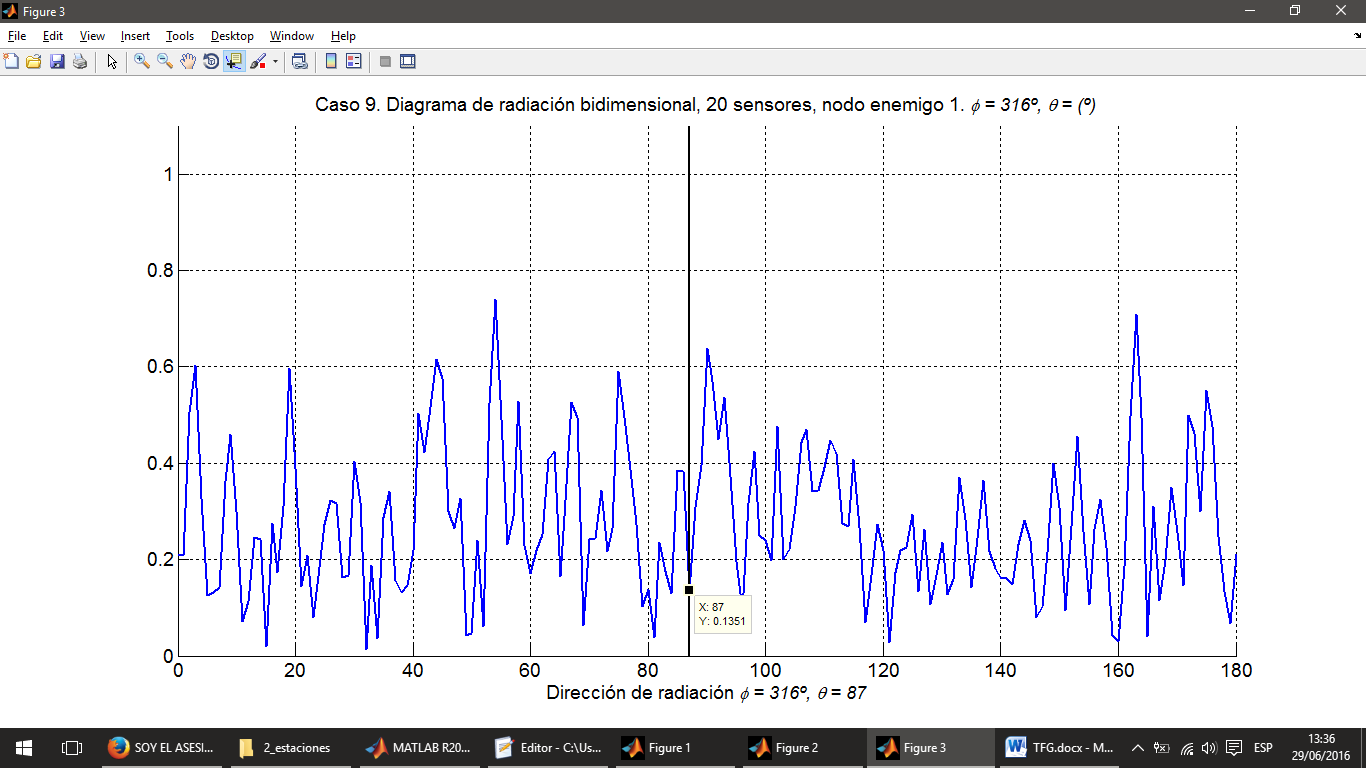 Figure 3
File Edit View Insert Tools Desktop Window Help
Caso 9. Diagrama de radiación bidimensional, 20 sensores, nodo enemigo 1. ϕ = 316º, θ = (º)
1
0.8
0.6
0.4
0.2
0
X: 87
Y: 0.1351
0 20 40 60 80 100 120 140 160 180
Dirección de radiación ϕ = 316º, θ = 87
SOY EL ASESI... 2_estaciones MATLAB R20... Editor - C:\Us... Figure 1 Figure 2 Figure 3 TFG.docx - M... ESP 13:36
29/06/2016